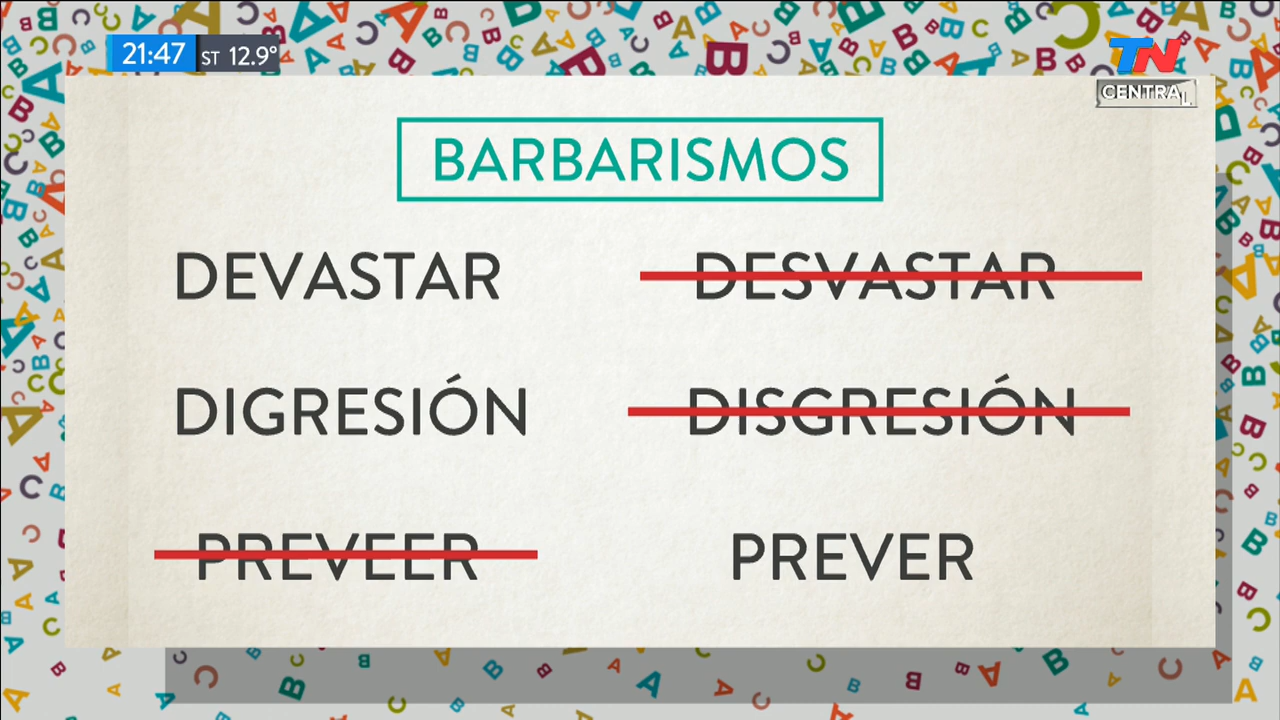 21:47 ST 12.9°
TN
CENTRAL
BARBARISMOS
DEVASTAR DESVASTAR
DIGRESIÓN DISGRESIÓN
PREVEER PREVER